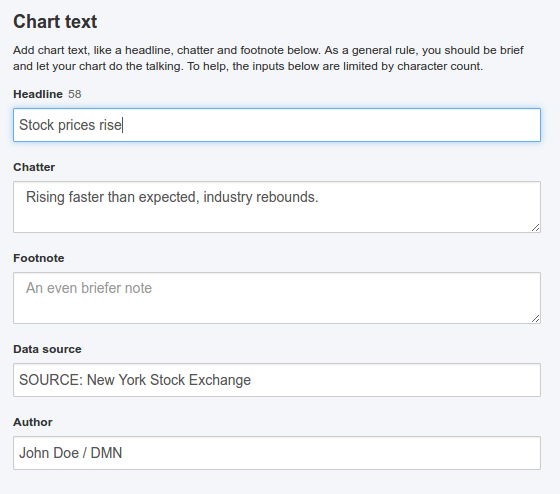 Chart text
Add chart text, like a headline, chatter and footnote below. As a general rule, you should be brief
and let your chart do the talking. To help, the inputs below are limited by character count.
Headline 58
Stock prices rise
Chatter
Rising faster than expected, industry rebounds.
Footnote
An even briefer note
Data source
SOURCE: New York Stock Exchange
Author
John Doe / DMN